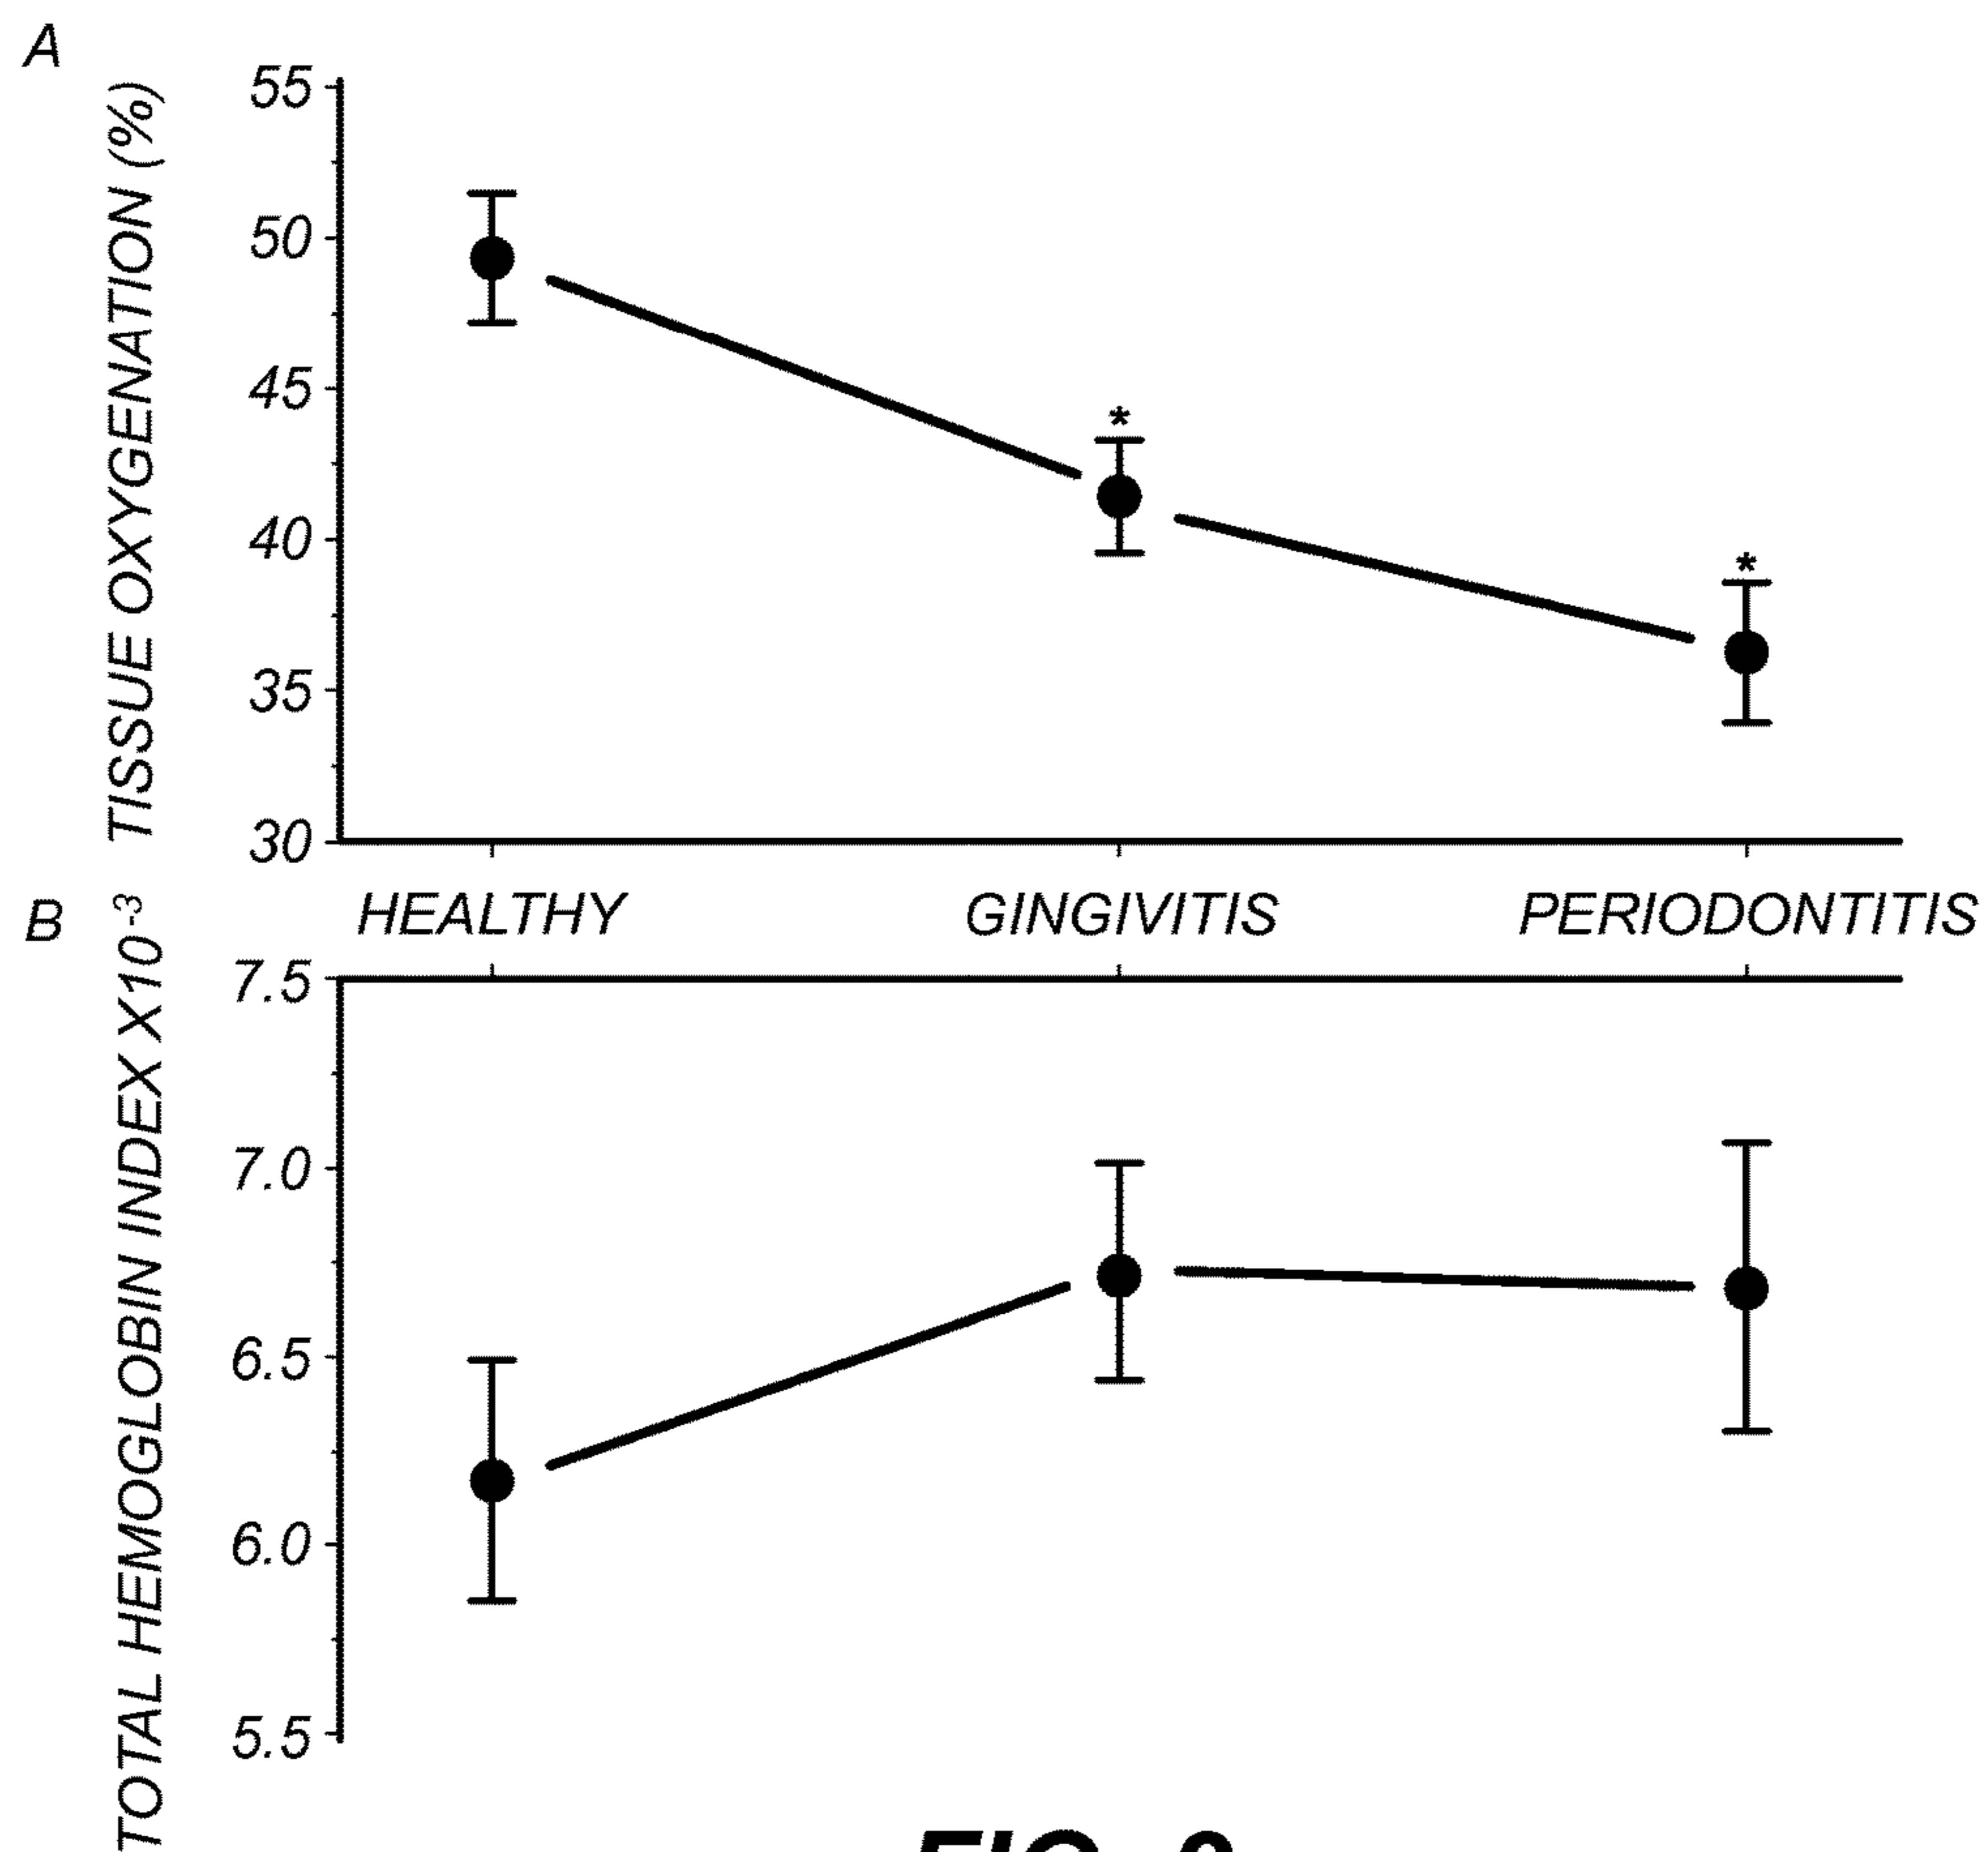 A
TISSUE OXYGENATION (%)
55
50
45
40
35
30
*
*
HEALTHY GINGIVITIS PERIODONTITIS
B
TOTAL HEMOGLOBIN INDEX X10-3
7.5
7.0
6.5
6.0
5.5
FIG.